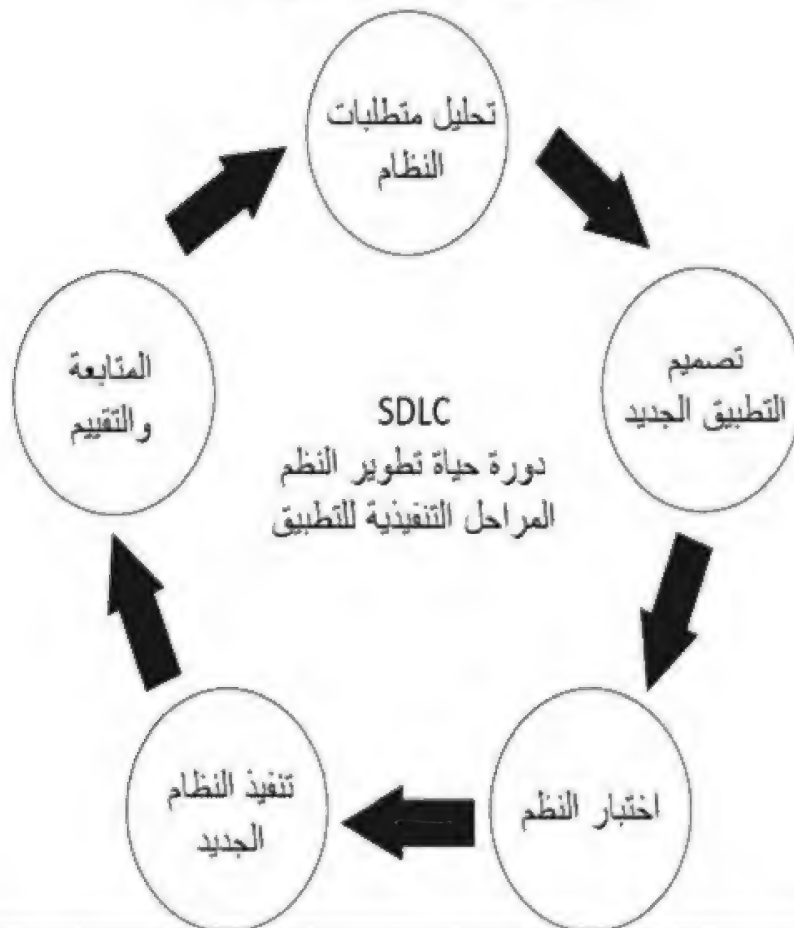 تحليل متطلبات
النظام
تصميم
التطبيق الجديد
اختبار النظم
تنفيذ النظام
الجديد
المتابعة
والتقييم
SDLC
دورة حياة تطوير النظم
المراحل التنفيذية للتطبيق